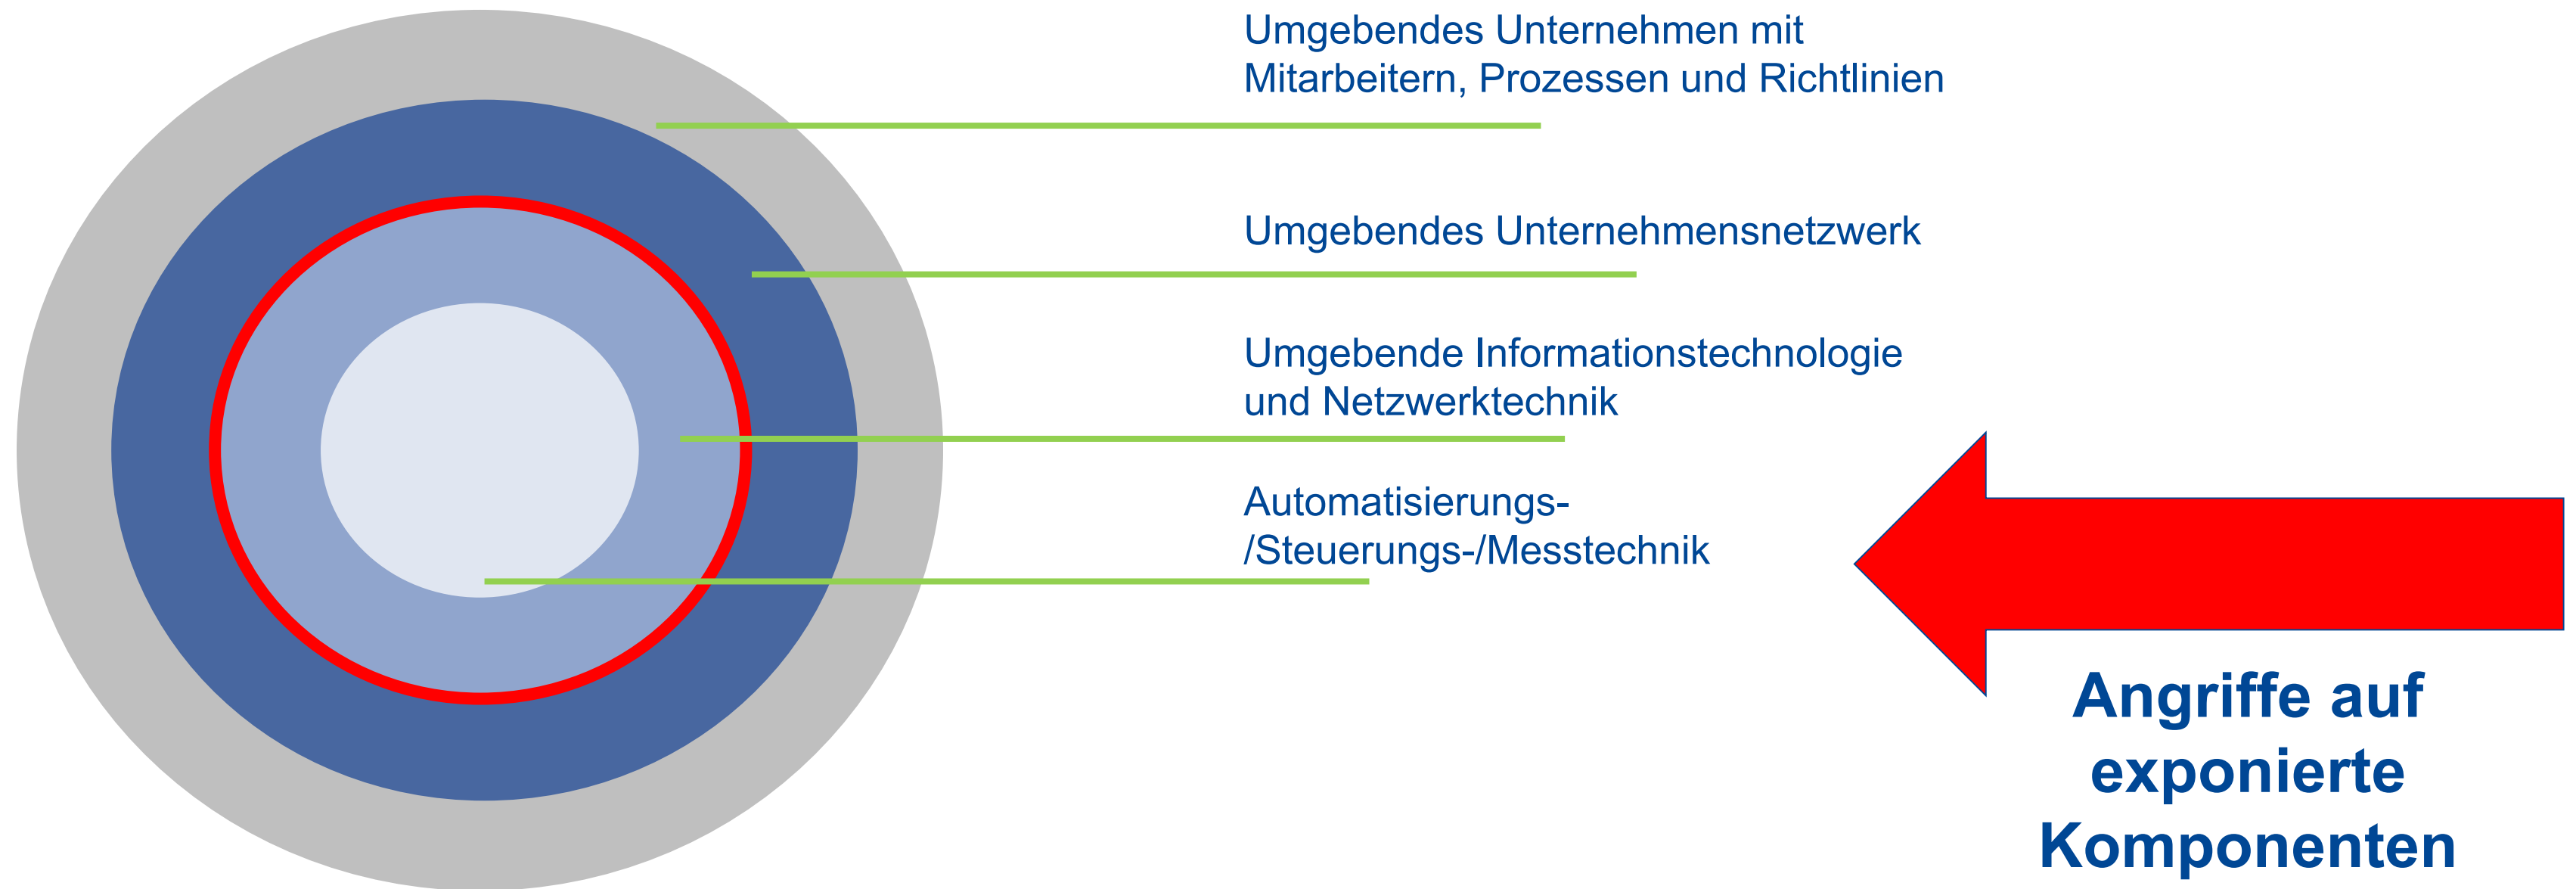 Umgebendes Unternehmen mit
Mitarbeitern, Prozessen und Richtlinien
Umgebendes Unternehmensnetzwerk
Umgebende Informationstechnologie
und Netzwerktechnik
Automatisierungs-
/Steuerungs-/Messtechnik
Angriffe auf
exponierte
Komponenten